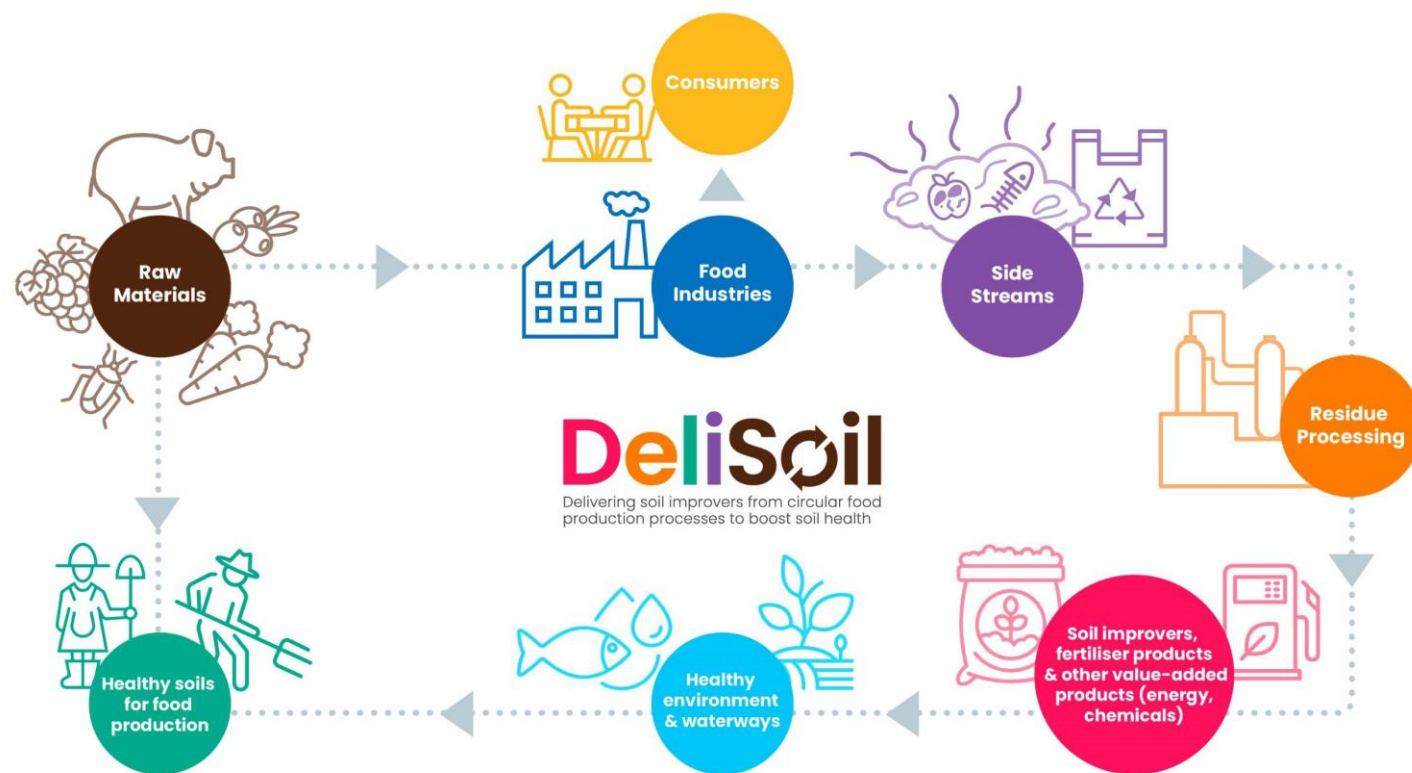 Consumers
Raw
Materials
Food
Industries
Side
Streams
Residue
Processing
DeliSoil
Delivering soil improvers from circular food
production processes to boost soil health
Soil improvers,
fertiliser products
& other value-added
products (energy,
chemicals)
Healthy
environment
& waterways
Healthy soils
for food
production